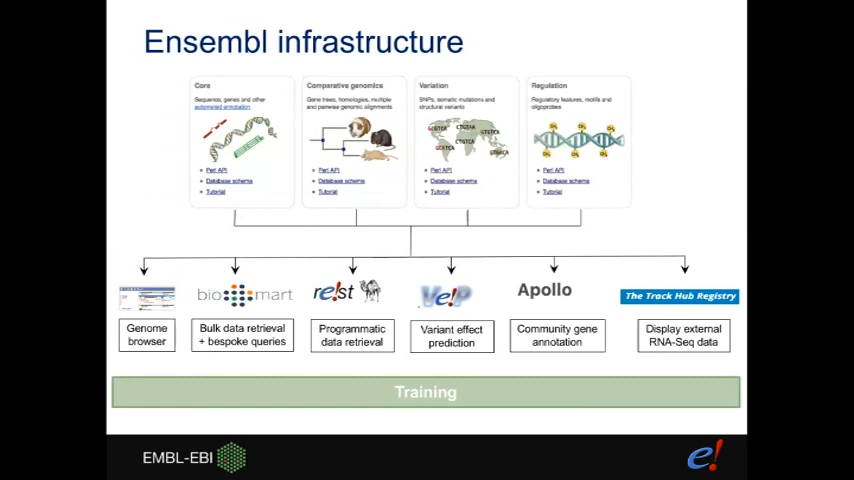 Ensembl infrastructure
Core
Sequence, genes and other
automated annotation
Perl API
Database schema
Tutorial
Comparative genomics
Gene trees, homologies, multiple
and pairwise genomic alignments
Perl API
Database schema
Tutorial
Variation
SNPs, somatic mutations and
structural variants
CTGTAA
GTGTCA
CTGTCA
Perl API
Database schema
Tutorial
Regulation
Regulatory features, motifs and
oligoprobes
Perl API
Database schema
Tutorial
bio mart
re!st
Ve!P
Apollo
The Track Hub Registry
Genome
browser
Bulk data retrieval
+ bespoke queries
Programmatic
data retrieval
Variant effect
prediction
Community gene
annotation
Display external
RNA-Seq data
Training
EMBL-EBI
e!